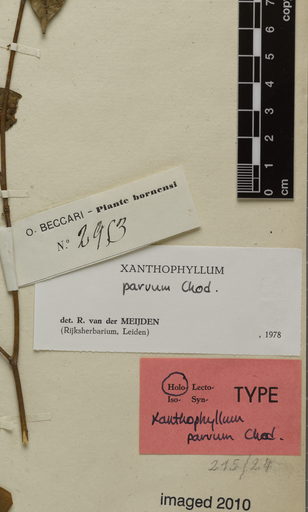 copy
7
6
5
4
3
2
1
0 cm
O. BECCARI – Piante bornensi
N.° 2953
XANTHOPHYLLUM
parvum Chod.
det. R. van der MEIJDEN
(Rijksherbarium, Leiden)
, 1978
Holo- Lecto-
Iso- Syn-
TYPE
Xanthophyllum
parvum Chod.
imaged 2010